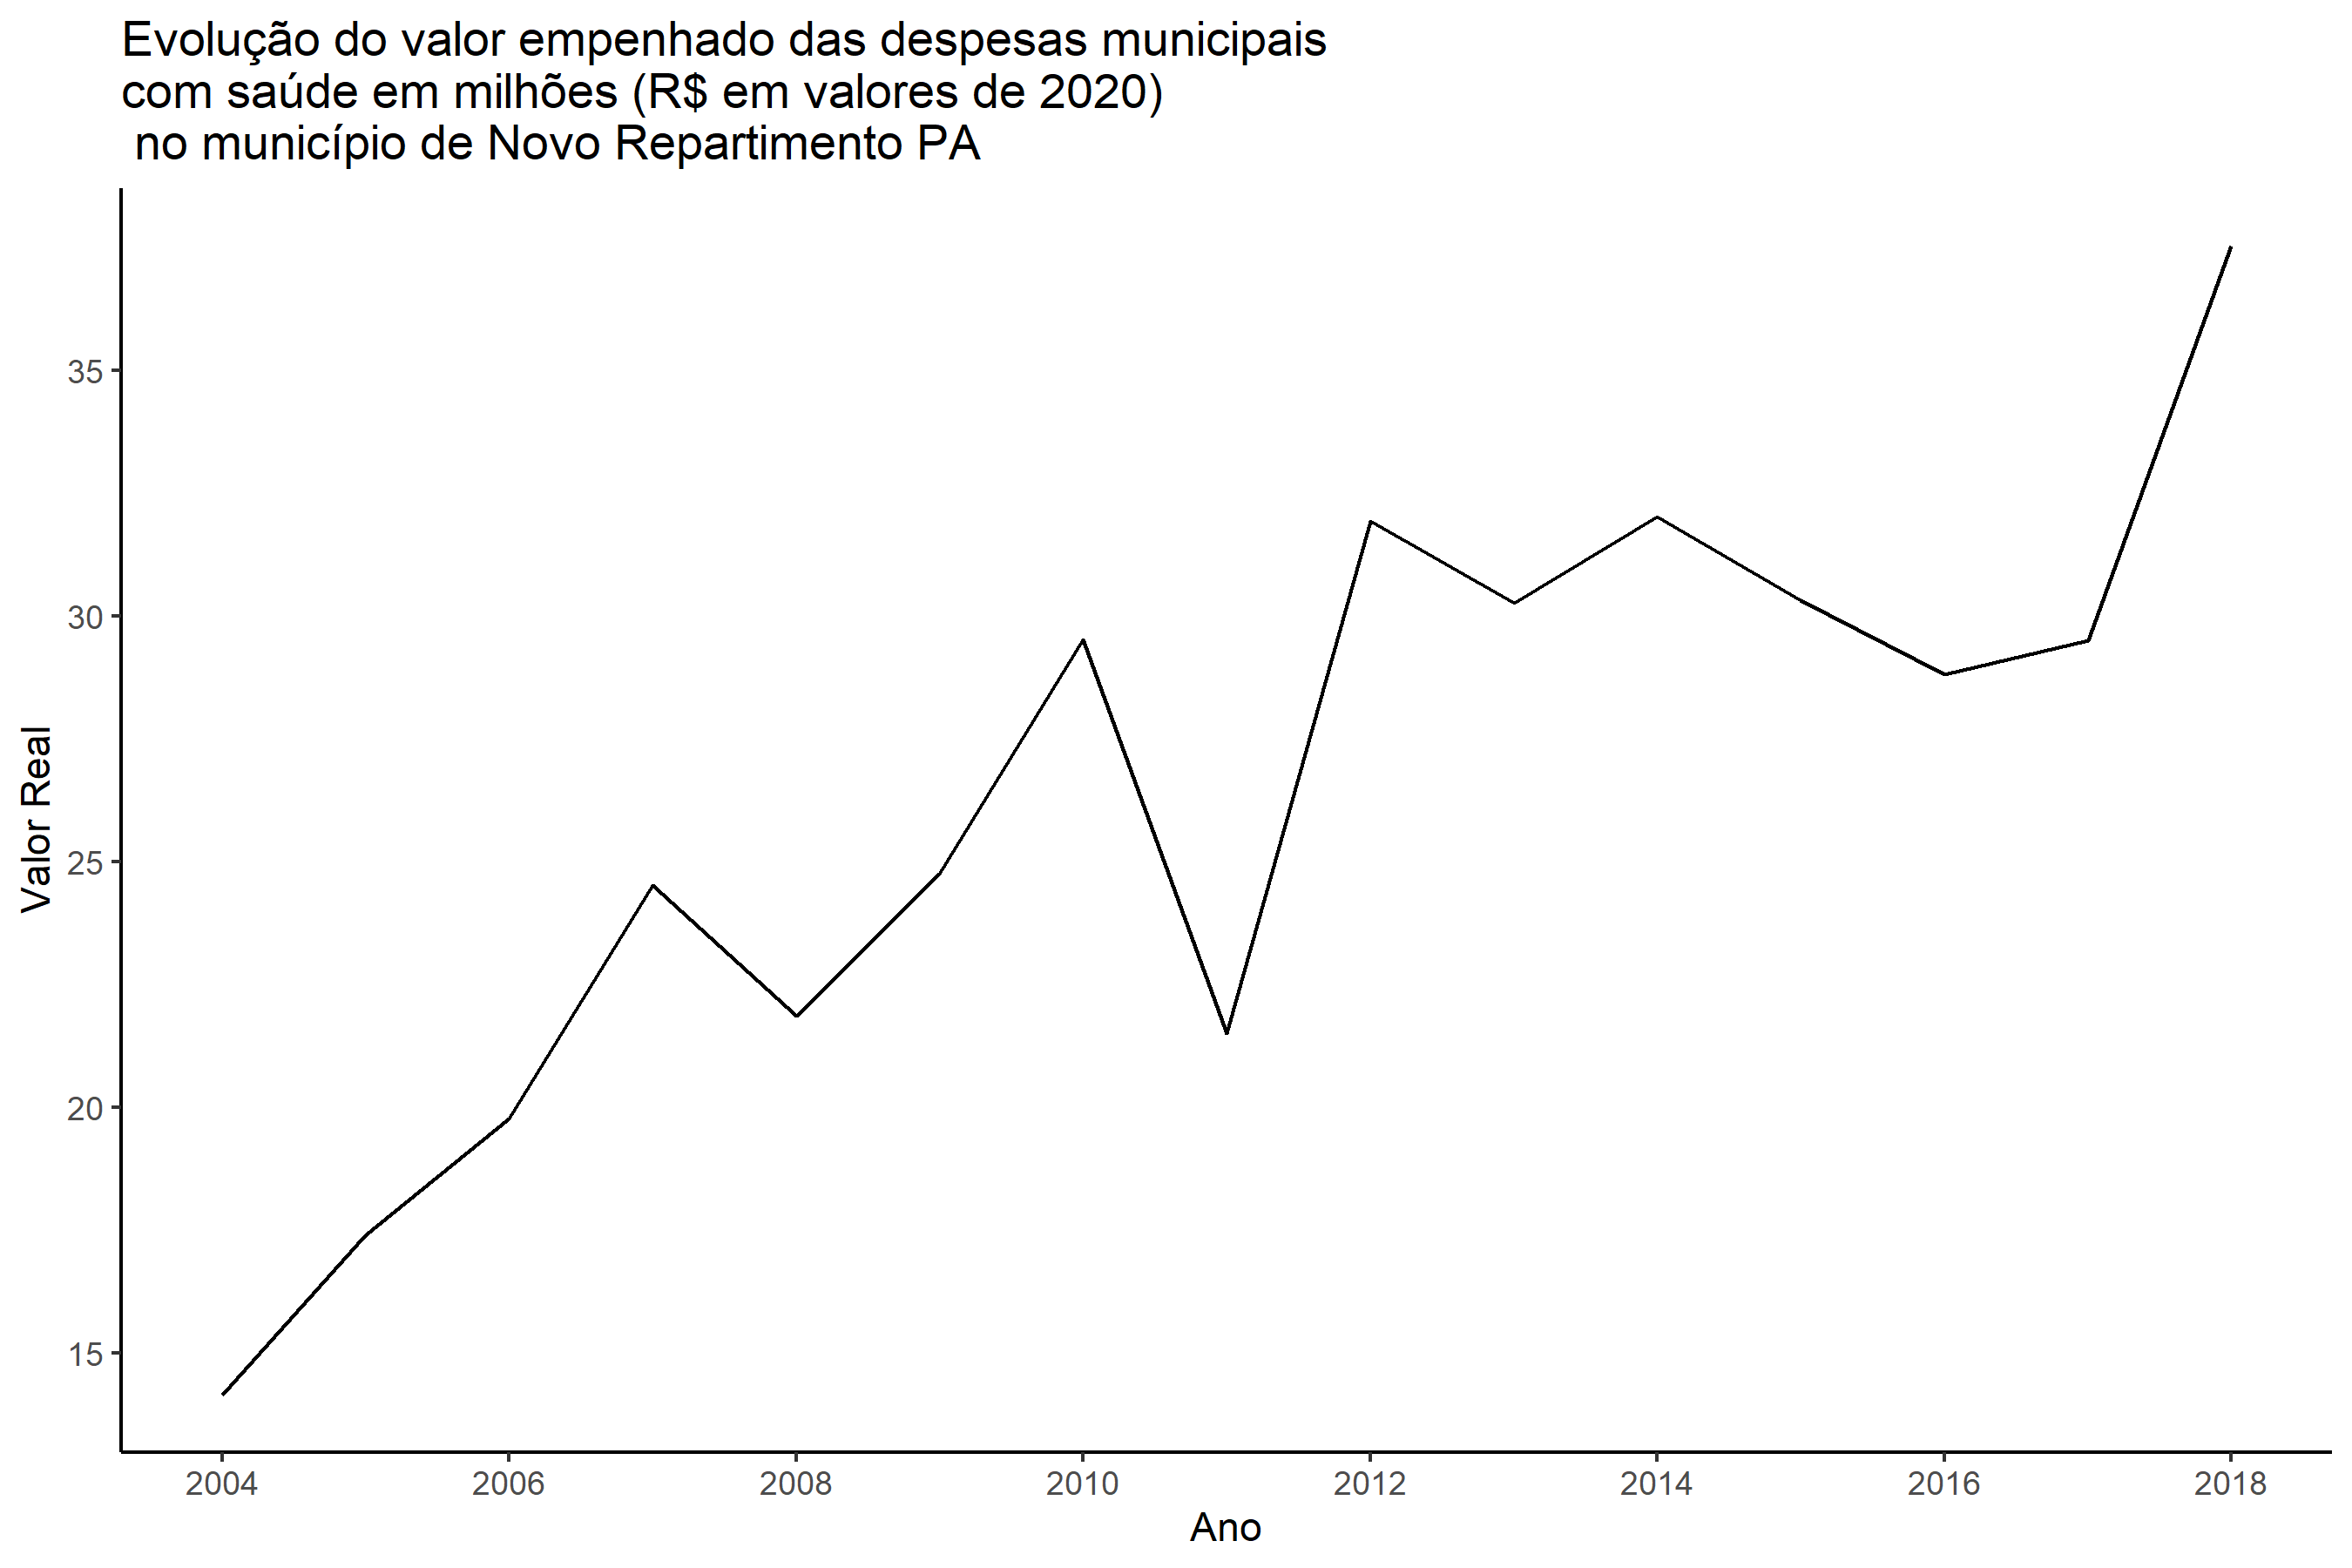 Evolução do valor empenhado das despesas municipais
com saúde em milhões (R$ em valores de 2020)
no município de Novo Repartimento PA
Valor Real
35
30
25
20
15
2004 2006 2008 2010 2012 2014 2016 2018
Ano